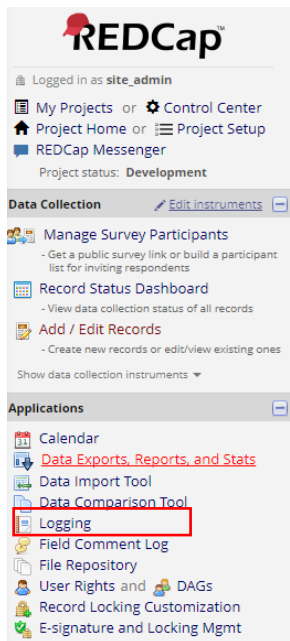 REDCap™
Logged in as site_admin
My Projects or Control Center
Project Home or Project Setup
REDCap Messenger
Project status: Development
Data Collection Edit instruments
Manage Survey Participants
- Get a public survey link or build a participant
list for inviting respondents
Record Status Dashboard
- View data collection status of all records
Add / Edit Records
- Create new records or edit/view existing ones
Show data collection instruments
Applications
Calendar
Data Exports, Reports, and Stats
Data Import Tool
Data Comparison Tool
Logging
Field Comment Log
File Repository
User Rights and DAGs
Record Locking Customization
E-signature and Locking Mgmt